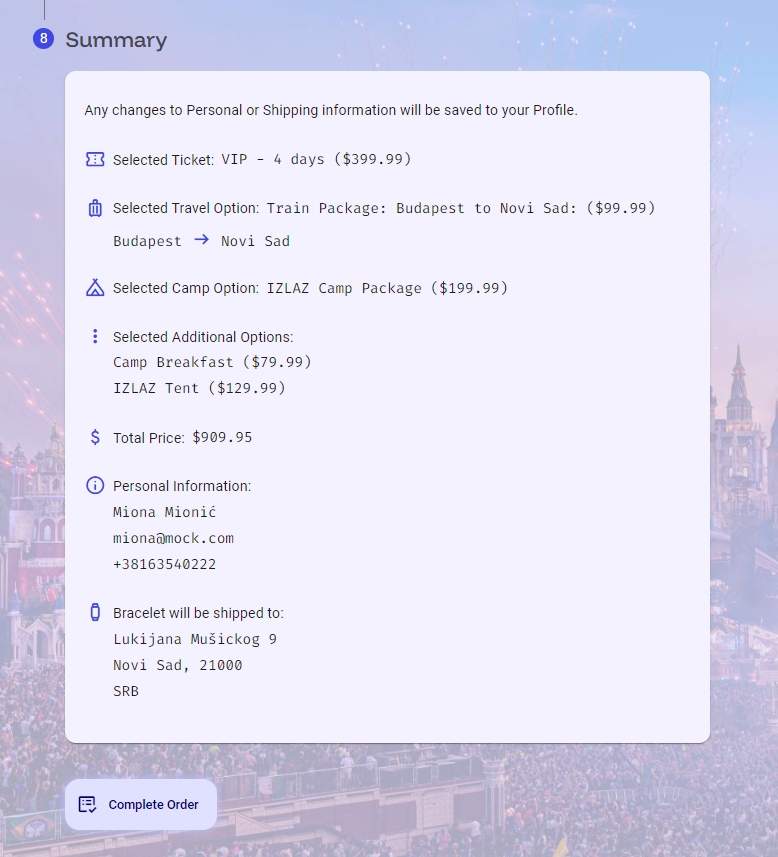 8 Summary
Any changes to Personal or Shipping information will be saved to your Profile.
Selected Ticket: VIP - 4 days ($399.99)
Selected Travel Option: Train Package: Budapest to Novi Sad: ($99.99)
Budapest → Novi Sad
Selected Camp Option: IZLAZ Camp Package ($199.99)
Selected Additional Options:
Camp Breakfast ($79.99)
IZLAZ Tent ($129.99)
Total Price: $909.95
Personal Information:
Miona Mionić
miona@mock.com
+38163540222
Bracelet will be shipped to:
Lukijana Mušickog 9
Novi Sad, 21000
SRB
Complete Order